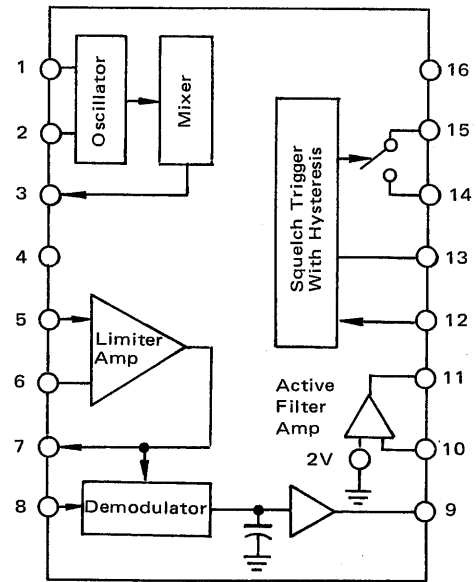 1
2
3
4
5
6
7
8
16
15
14
13
12
11
10
9
Oscillator
Mixer
Squelch Trigger
With Hysteresis
Limiter
Amp
Active
Filter
Amp
2V
Demodulator